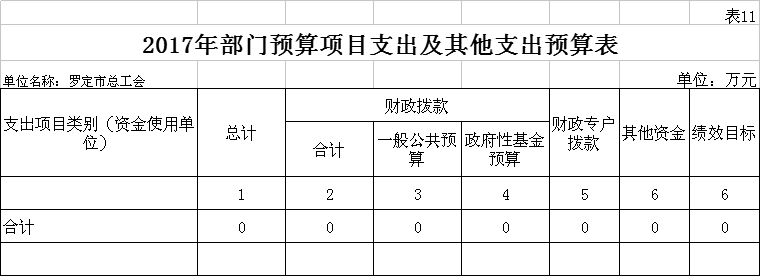 表11
2017年部门预算项目支出及其他支出预算表
单位名称：罗定市总工会 单位：万元
支出项目类别（资金使用单位） 总计 财政拨款 财政专户拨款 其他资金 绩效目标
合计 一般公共预算 政府性基金预算
1 2 3 4 5 6 6
合计 0 0 0 0 0 0 0